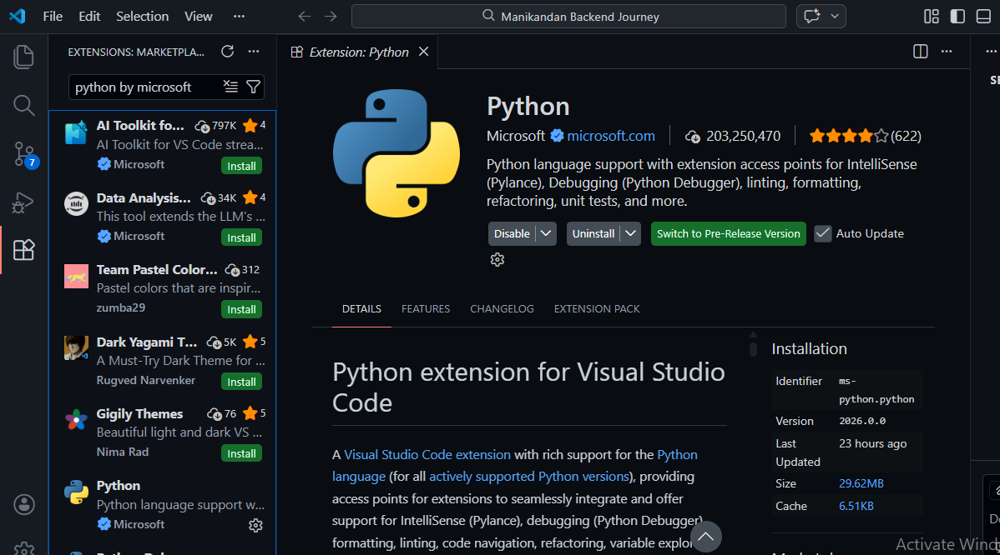 File Edit Selection View ···
Manikandan Backend Journey
EXTENSIONS: MARKETPLA...
Extension: Python
python by microsoft
7
AI Toolkit fo... 797K 4
AI Toolkit for VS Code strea...
Microsoft Install
Data Analysis... 34K 4
This tool extends the LLM's ...
Microsoft Install
Team Pastel Color... 312
Pastel colors that are inspir...
zumba29 Install
Dark Yagami T... 5K 5
A Must-Try Dark Theme for ...
Rugved Narvenker Install
Gigily Themes 76 5
Beautiful light and dark VS ...
Nima Rad Install
Python
Python language support w...
Microsoft
Python
Microsoft microsoft.com 203,250,470 (622)
Python language support with extension access points for IntelliSense
(Pylance), Debugging (Python Debugger), linting, formatting,
refactoring, unit tests, and more.
Disable Uninstall Switch to Pre-Release Version Auto Update
DETAILS FEATURES CHANGELOG EXTENSION PACK
Python extension for Visual Studio
Code
A Visual Studio Code extension with rich support for the Python
language (for all actively supported Python versions), providing
access points for extensions to seamlessly integrate and offer
support for IntelliSense (Pylance), debugging (Python Debugger),
formatting, linting, code navigation, refactoring, variable explor
Installation
Identifier ms-
python.python
Version 2026.0.0
Last 23 hours ago
Updated
Size 29.62MB
Cache 6.51KB
Activate Wind